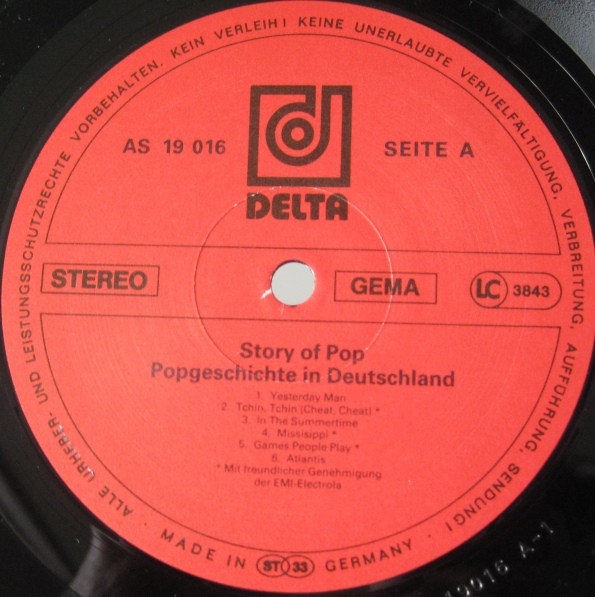 ALLE URHEBER- UND LEISTUNGSSCHUTZRECHTE VORBEHALTEN. KEIN VERLEIH! KEINE UNERLAUBTE VERVIELFÄLTIGUNG, VERBREITUNG, AUFFÜHRUNG, SENDUNG!
AS 19 016
SEITE A
DELTA
STEREO
GEMA
LC 3843
Story of Pop
Popgeschichte in Deutschland
1. Yesterday Man
2. Tchin, Tchin (Cheat, Cheat) *
3. In The Summertime
4. Missisippi *
5. Games People Play *
6. Atlantis
* Mit freundlicher Genehmigung
der EMI-Electrola
· MADE IN ST 33 GERMANY ·
19016 A-1